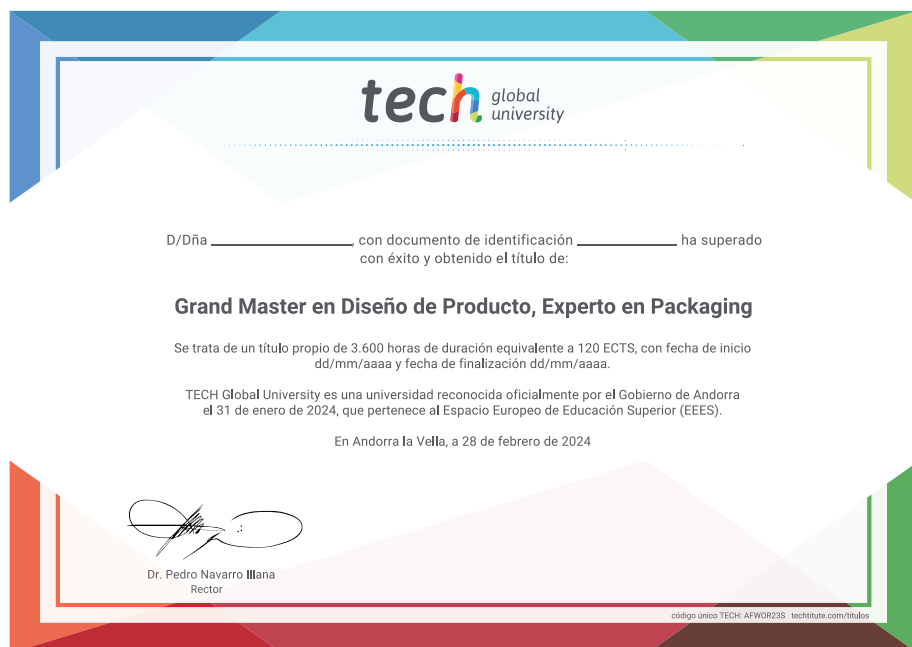 tech global
university
D/Dña ____________________, con documento de identificación ______________ ha superado
con éxito y obtenido el título de:
Grand Master en Diseño de Producto, Experto en Packaging
Se trata de un título propio de 3.600 horas de duración equivalente a 120 ECTS, con fecha de inicio
dd/mm/aaaa y fecha de finalización dd/mm/aaaa.
TECH Global University es una universidad reconocida oficialmente por el Gobierno de Andorra
el 31 de enero de 2024, que pertenece al Espacio Europeo de Educación Superior (EEES).
En Andorra la Vella, a 28 de febrero de 2024
Dr. Pedro Navarro Illana
Rector
código único TECH: AFWOR23S techtitute.com/titulos